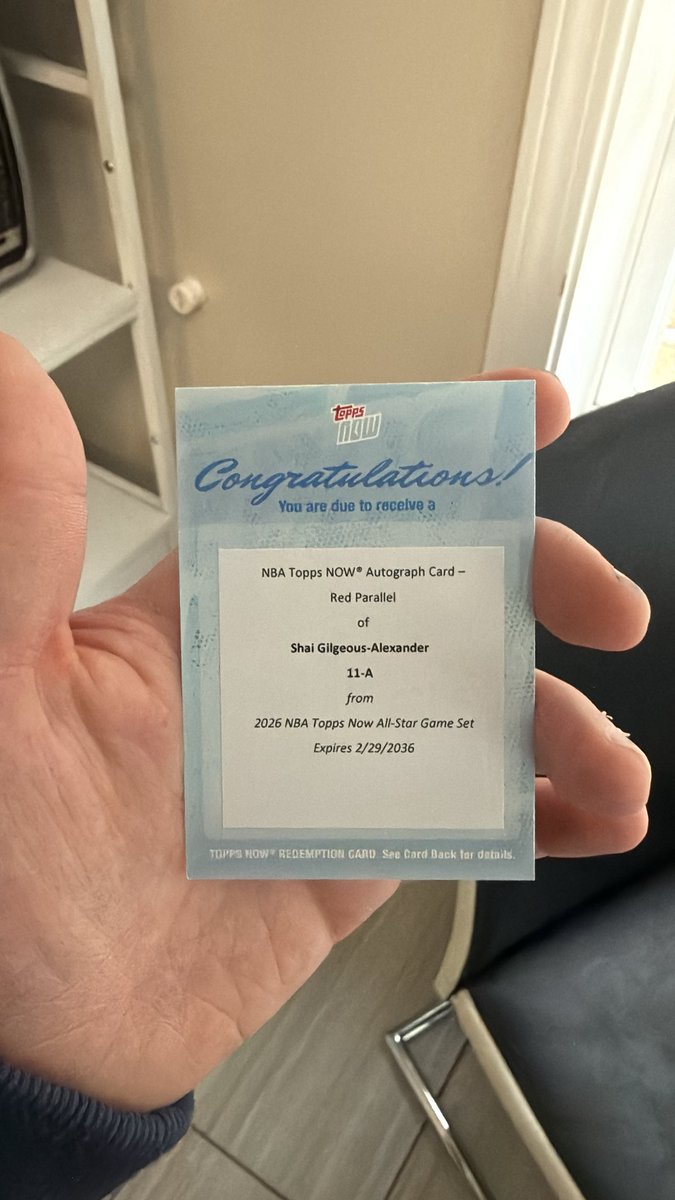 Topps
NOW
Congratulations!
You are due to receive a
NBA Topps NOW® Autograph Card –
Red Parallel
of
Shai Gilgeous-Alexander
11-A
from
2026 NBA Topps Now All-Star Game Set
Expires 2/29/2036
TOPPS NOW® REDEMPTION CARD. See Card Back for details.